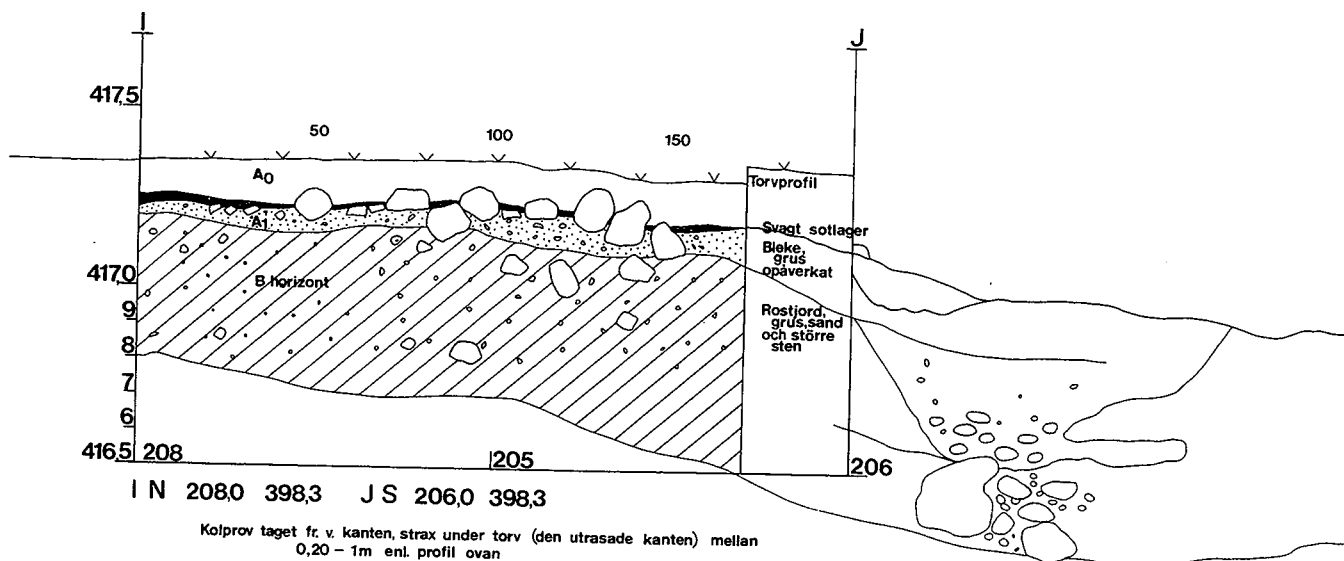 I
J
417,5
50
100
150
A0
Torvprofil
Svagt sotlager
A1
Bleke,
grus
opåverkat
417,0
B horizont
Rostjord,
grus,sand
och större
sten
9
8
7
6
416,5
208
205
206
I N 208,0 398,3 J S 206,0 398,3
Kolprov taget fr. v. kanten, strax under torv (den utrasade kanten) mellan
0,20 – 1m enl. profil ovan